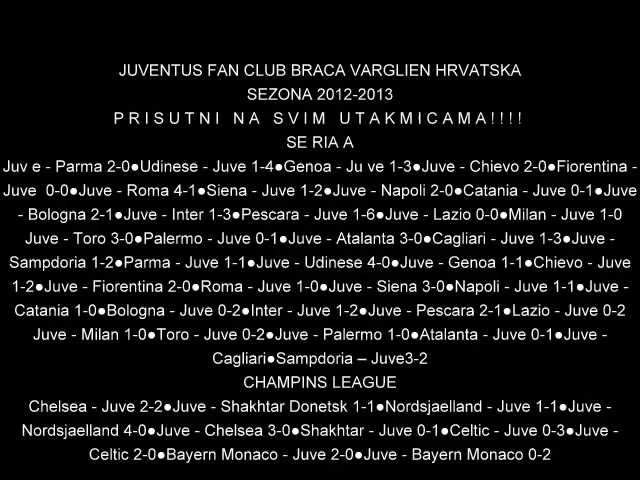 JUVENTUS FAN CLUB BRACA VARGLIEN HRVATSKA
SEZONA 2012-2013
P R I S U T N I   N A   S V I M   U T A K M I C A M A ! ! ! !
SE RIA A
Juv e - Parma 2-0●Udinese - Juve 1-4●Genoa - Ju ve 1-3●Juve - Chievo 2-0●Fiorentina -
Juve  0-0●Juve - Roma 4-1●Siena - Juve 1-2●Juve - Napoli 2-0●Catania - Juve 0-1●Juve
- Bologna 2-1●Juve - Inter 1-3●Pescara - Juve 1-6●Juve - Lazio 0-0●Milan - Juve 1-0
Juve - Toro 3-0●Palermo - Juve 0-1●Juve - Atalanta 3-0●Cagliari - Juve 1-3●Juve -
Sampdoria 1-2●Parma - Juve 1-1●Juve - Udinese 4-0●Juve - Genoa 1-1●Chievo - Juve
1-2●Juve - Fiorentina 2-0●Roma - Juve 1-0●Juve - Siena 3-0●Napoli - Juve 1-1●Juve -
Catania 1-0●Bologna - Juve 0-2●Inter - Juve 1-2●Juve - Pescara 2-1●Lazio - Juve 0-2
Juve - Milan 1-0●Toro - Juve 0-2●Juve - Palermo 1-0●Atalanta - Juve 0-1●Juve -
Cagliari●Sampdoria – Juve3-2
CHAMPINS LEAGUE
Chelsea - Juve 2-2●Juve - Shakhtar Donetsk 1-1●Nordsjaelland - Juve 1-1●Juve -
Nordsjaelland 4-0●Juve - Chelsea 3-0●Shakhtar - Juve 0-1●Celtic - Juve 0-3●Juve -
Celtic 2-0●Bayern Monaco - Juve 2-0●Juve - Bayern Monaco 0-2